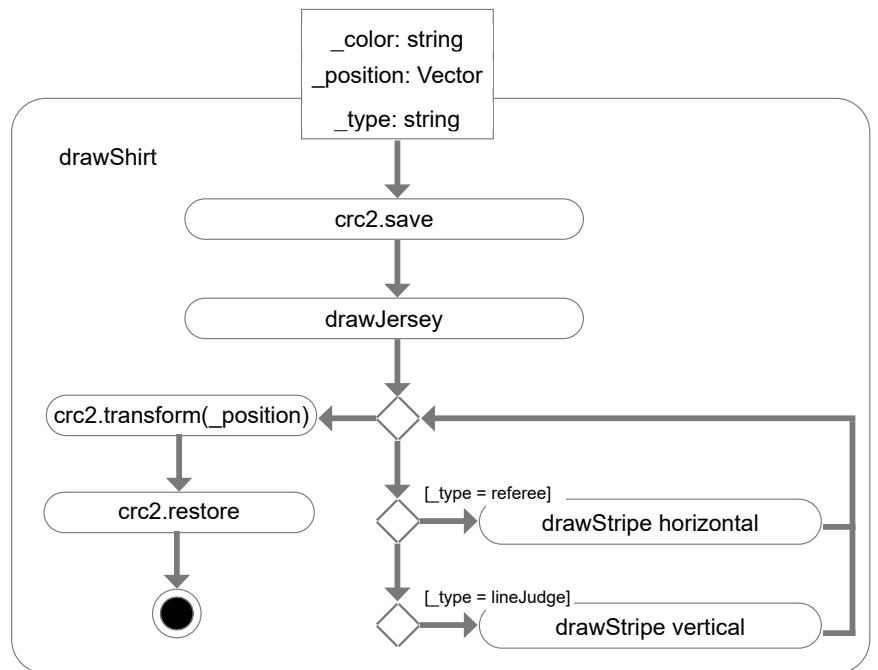 _color: string
_position: Vector
_type: string
drawShirt
crc2.save
drawJersey
crc2.transform(_position)
[_type = referee]
crc2.restore
drawStripe horizontal
[_type = lineJudge]
drawStripe vertical